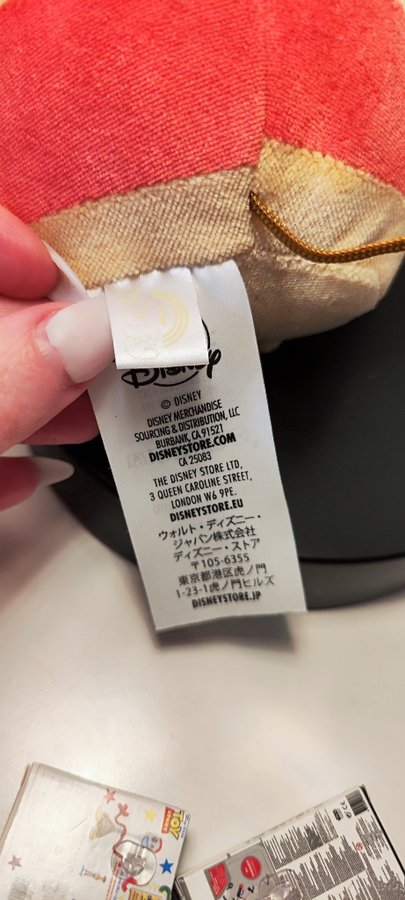 Disney
© DISNEY
DISNEY MERCHANDISE
SOURCING & DISTRIBUTION, LLC
BURBANK, CA 91521
DISNEYSTORE.COM
CA 25083
THE DISNEY STORE LTD,
3 QUEEN CAROLINE STREET,
LONDON W6 9PE.
DISNEYSTORE.EU
ウォルト・ディズニー・
ジャパン株式会社
ディズニー・ストア
〒105-6355
東京都港区虎ノ門
1-23-1虎ノ門ヒルズ
DISNEYSTORE.JP
TOY
STORY